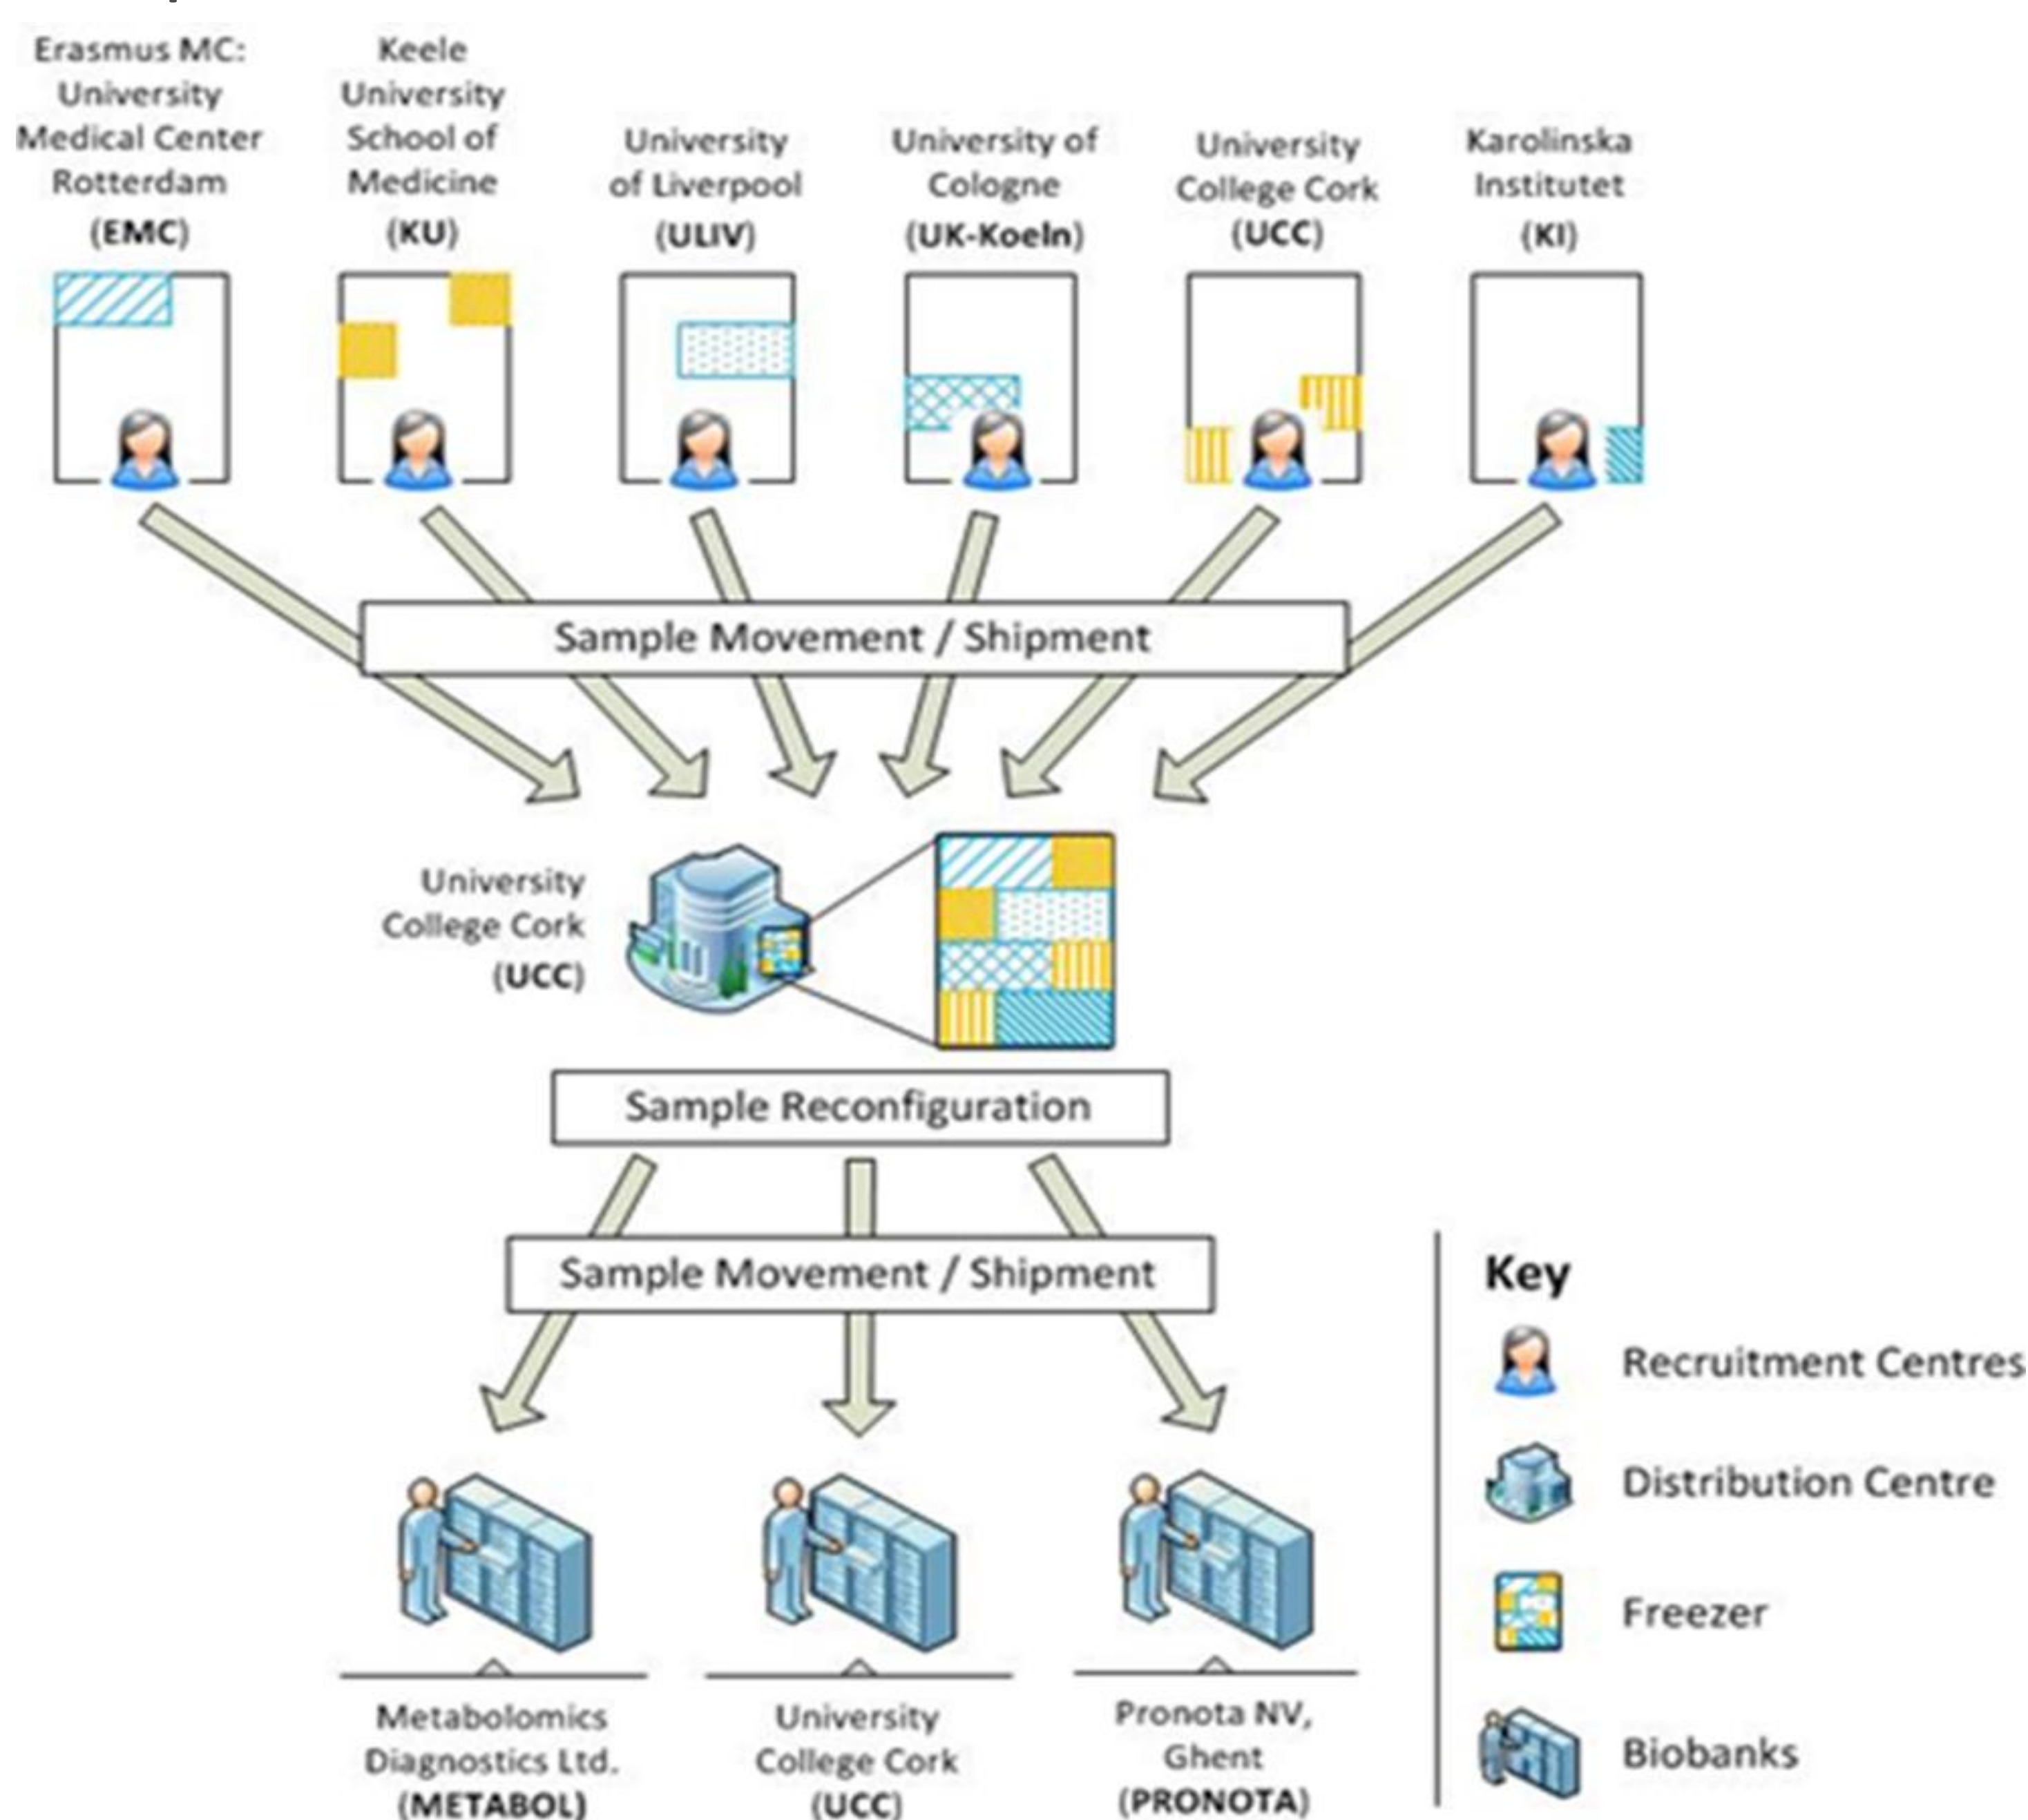 Erasmus MC:
University
Medical Center
Rotterdam
(EMC)
Keele
University
School of
Medicine
(KU)
University
of Liverpool
(ULIV)
University of
Cologne
(UK-Koeln)
University
College Cork
(UCC)
Karolinska
Institutet
(KI)
Sample Movement / Shipment
University
College Cork
(UCC)
Sample Reconfiguration
Sample Movement / Shipment
Metabolomics
Diagnostics Ltd.
(METABOL)
University
College Cork
(UCC)
Pronota NV,
Ghent
(PRONOTA)
Key
Recruitment Centres
Distribution Centre
Freezer
Biobanks